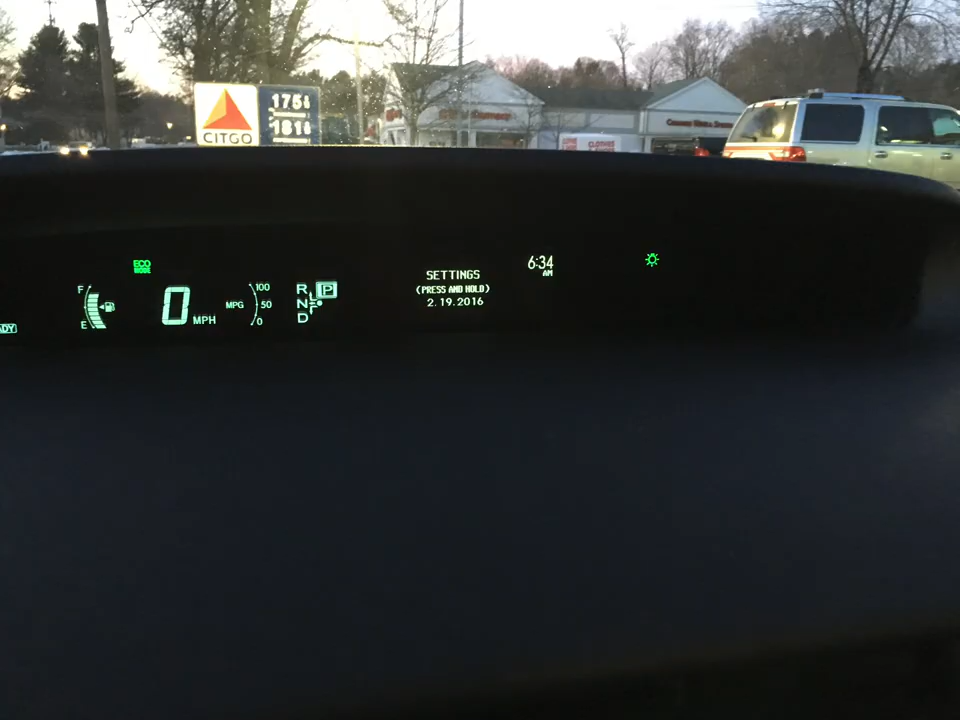 CITGO
175
181
ECO
MODE
F
E
0 MPH
MPG
100
50
0
R
N
D
P
SETTINGS
(PRESS AND HOLD)
2.19.2016
6:34
AM